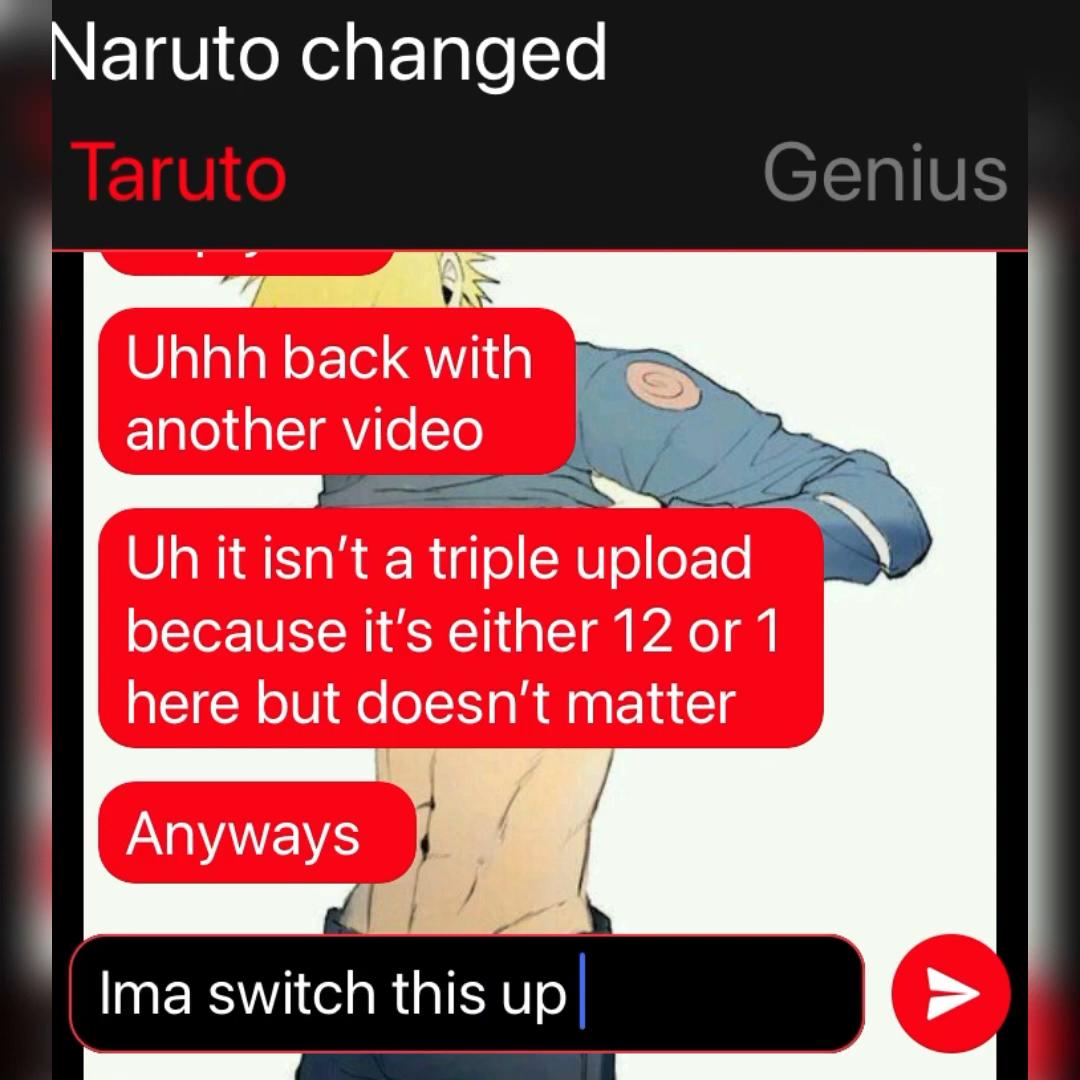 Naruto changed
Taruto
Genius
Uhhh back with
another video
Uh it isn’t a triple upload
because it’s either 12 or 1
here but doesn’t matter
Anyways
Ima switch this up